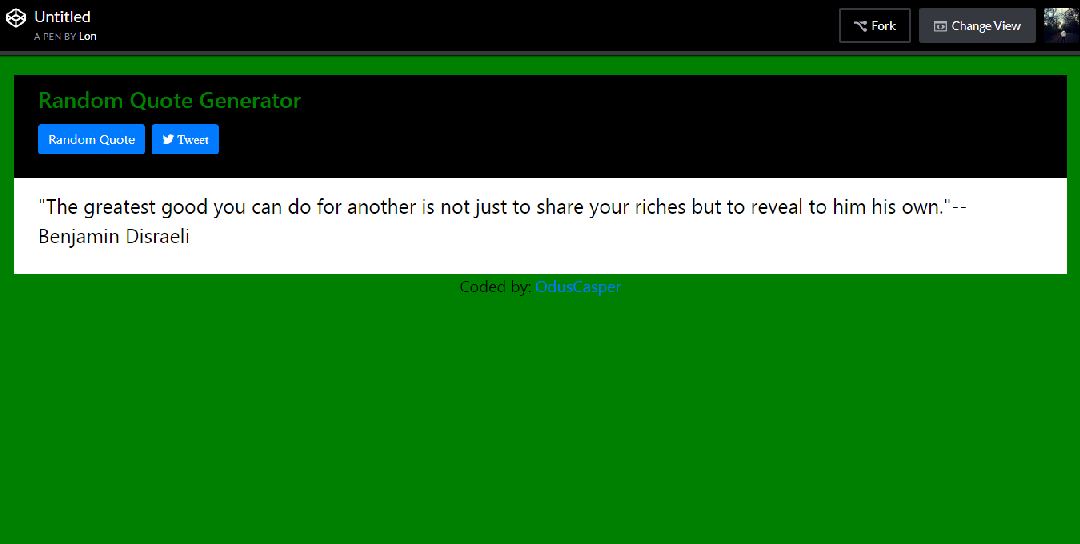 Untitled
A PEN BY Lon
Fork
Change View
Random Quote Generator
Random Quote
Tweet
"The greatest good you can do for another is not just to share your riches but to reveal to him his own."--
Benjamin Disraeli
Coded by: OdusCasper